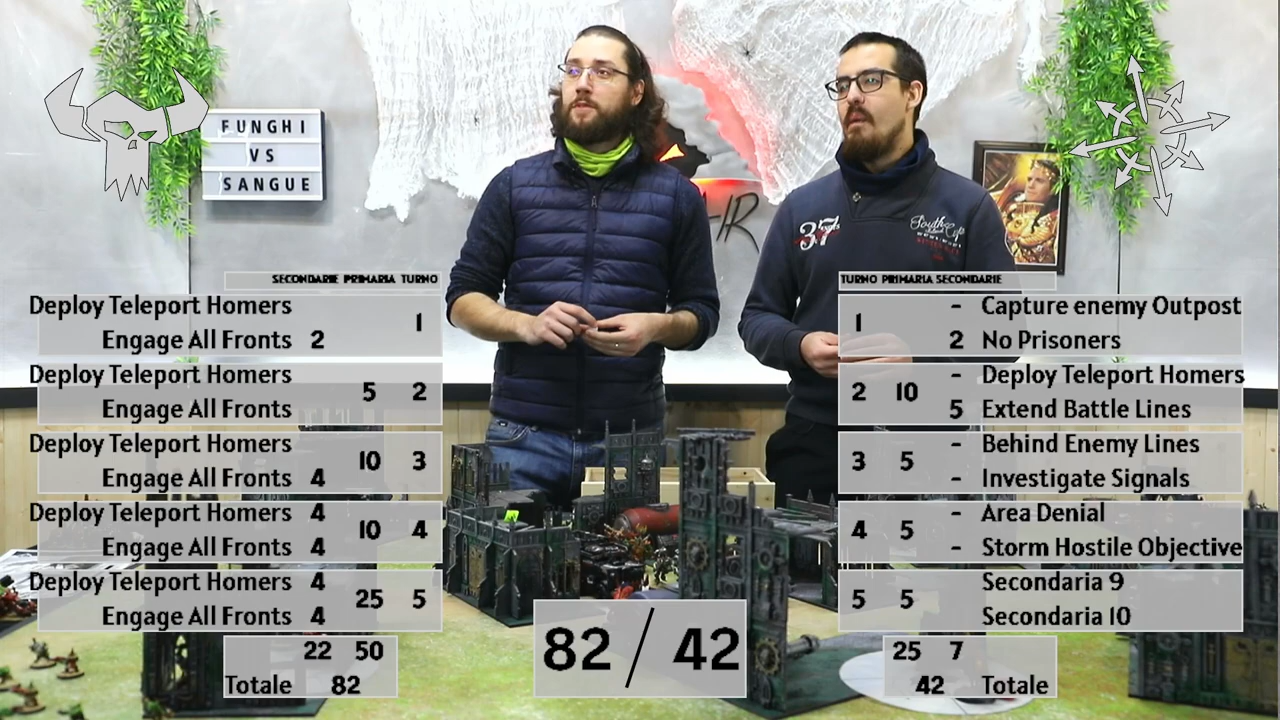 FUNGHI
VS
SANGUE
HR
37
South Cup
SECONDARIE PRIMARIA TURNO
Deploy Teleport Homers
Engage All Fronts 2 1
Deploy Teleport Homers
Engage All Fronts 5 2
Deploy Teleport Homers
Engage All Fronts 4 10 3
Deploy Teleport Homers 4
Engage All Fronts 4 10 4
Deploy Teleport Homers 4
Engage All Fronts 4 25 5
22 50
Totale 82
82 / 42
TURNO PRIMARIA SECONDARIE
1 - Capture enemy Outpost
2 No Prisoners
2 10 - Deploy Teleport Homers
5 Extend Battle Lines
3 5 - Behind Enemy Lines
- Investigate Signals
4 5 - Area Denial
- Storm Hostile Objective
5 5 Secondaria 9
Secondaria 10
25 7
42 Totale